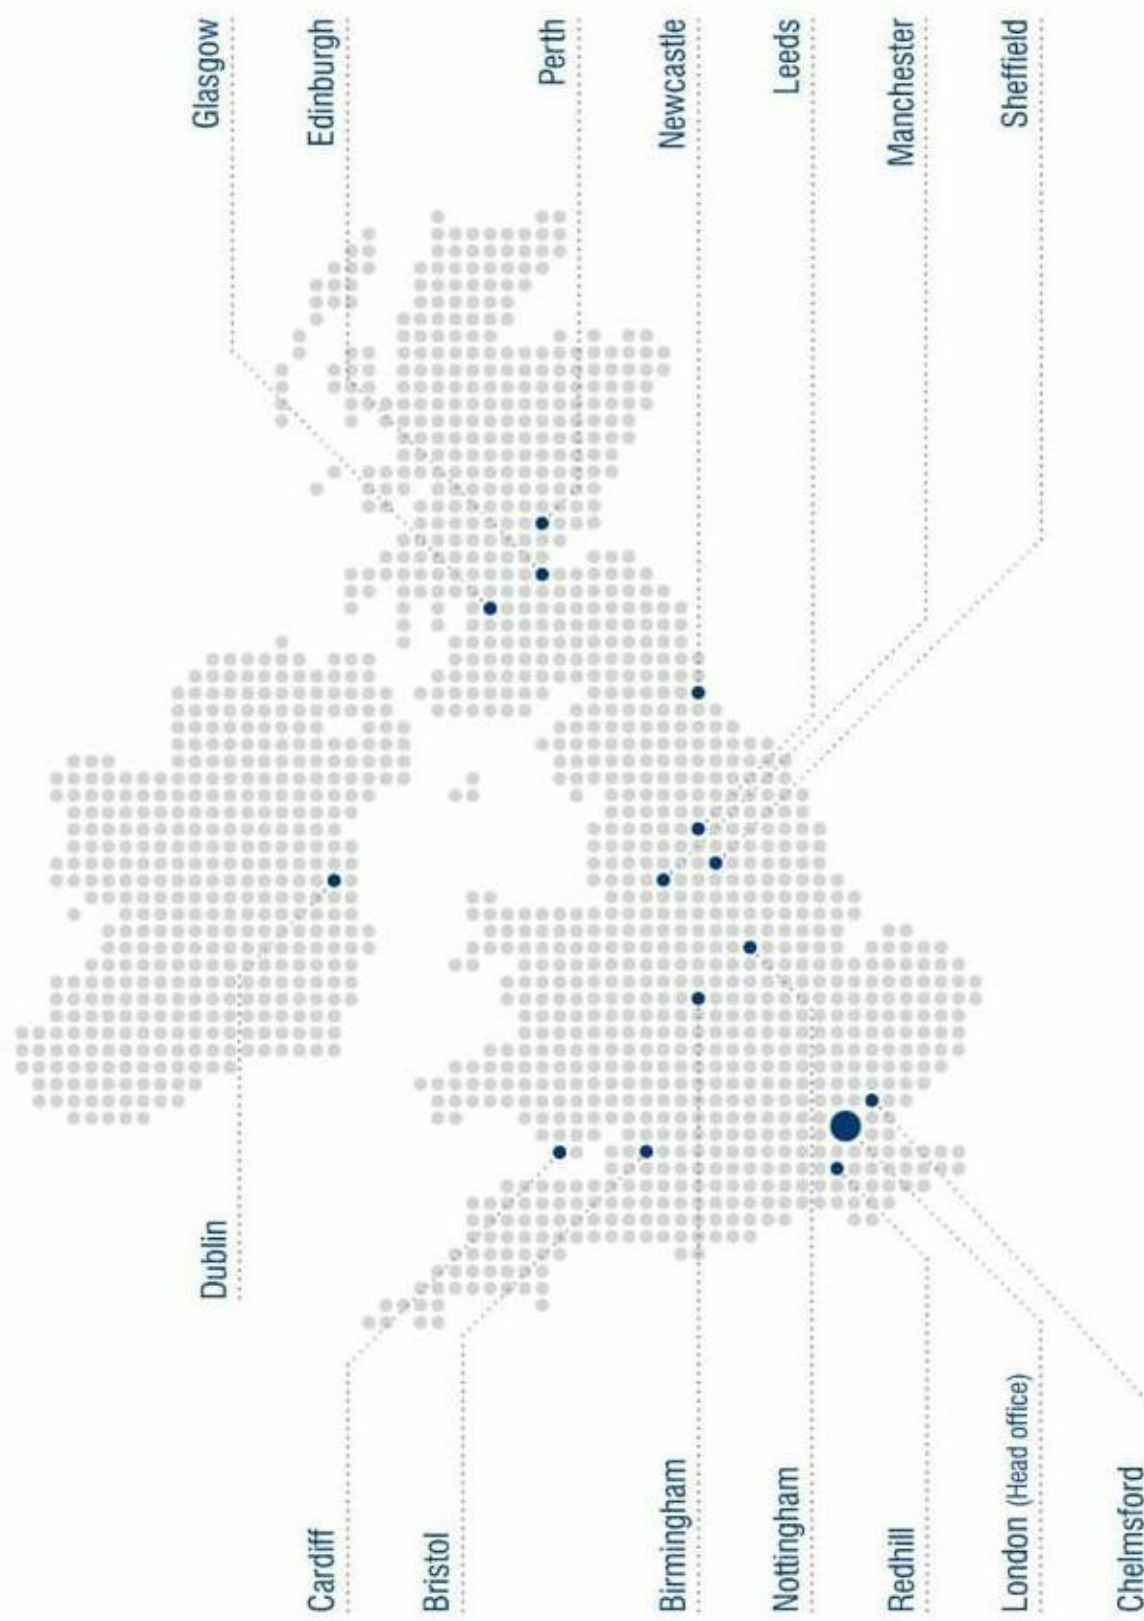 Glasgow
Edinburgh
Perth
Newcastle
Leeds
Manchester
Sheffield
Dublin
Cardiff
Bristol
Birmingham
Nottingham
Redhill
London (Head office)
Chelmsford